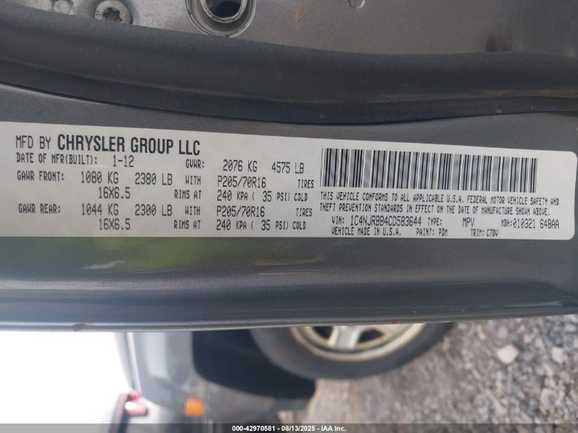 MFD BY CHRYSLER GROUP LLC
DATE OF MFR(BUILT): 1-12 GVWR: 2076 KG 4575 LB
GAWR FRONT: 1080 KG 2380 LB P205/70R16 TIRES
16X6.5 RIMS AT 240 KPA ( 35 PSI) COLD
GAWR REAR: 1044 KG 2300 LB P205/70R16 TIRES
16X6.5 RIMS AT 240 KPA ( 35 PSI) COLD
THIS VEHICLE CONFORMS TO ALL APPLICABLE U.S.A. FEDERAL MOTOR VEHICLE SAFETY AND
THEFT PREVENTION STANDARDS IN EFFECT ON THE DATE OF MANUFACTURE SHOWN ABOVE.
VIN: 1C4NJRBB4CD583644 MPV MDH: 010321 648AA
MADE IN U.S.A. PAINT: PDM TRIM: C7DV
000-42970581 - 08/13/2025 - IAA Inc.